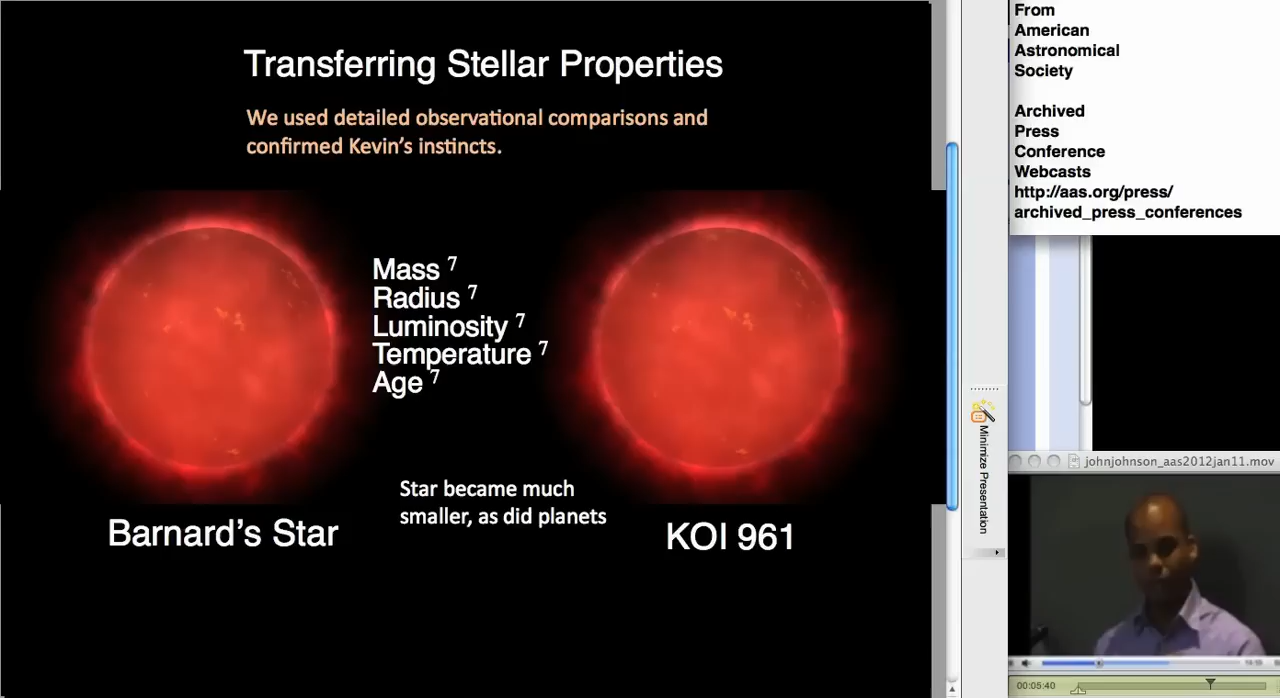 Transferring Stellar Properties
We used detailed observational comparisons and
confirmed Kevin's instincts.
Mass 7
Radius 7
Luminosity 7
Temperature 7
Age 7
Star became much
smaller, as did planets
Barnard's Star
KOI 961
Minimize Presentation
From
American
Astronomical
Society
Archived
Press
Conference
Webcasts
http://aas.org/press/
archived_press_conferences
johnjohnson_aas2012jan11.mov
00:05:40